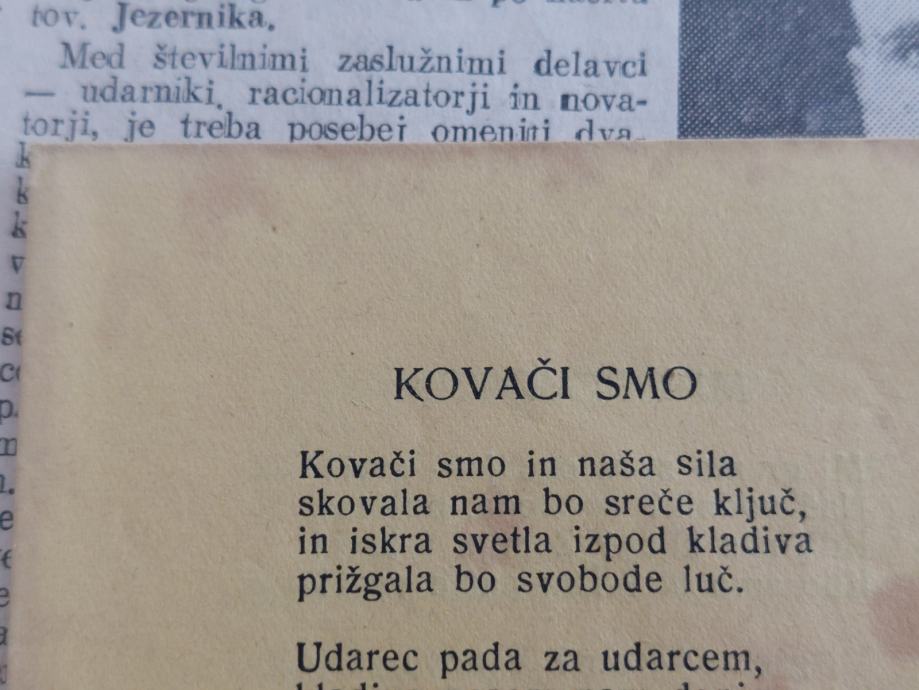 tov. Jezernika.
Med številnimi zaslužnimi delavci
— udarniki, racionalizatorji in nova-
torji, je treba posebej omeniti dva
KOVAČI SMO
Kovači smo in naša sila
skovala nam bo sreče ključ,
in iskra svetla izpod kladiva
prižgala bo svobode luč.
Udarec pada za udarcem,